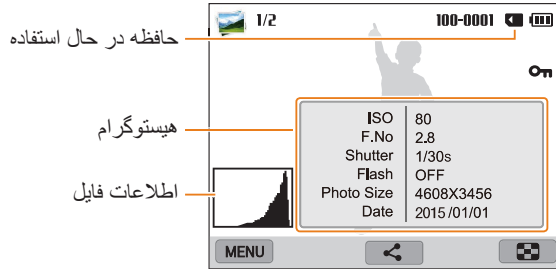 1/2 100-0001
حافظه در حال استفاده
هیستوگرام
ISO 80
F.No 2.8
Shutter 1/30s
اطلاعات فایل
Flash OFF
Photo Size 4608X3456
Date 2015/01/01
MENU